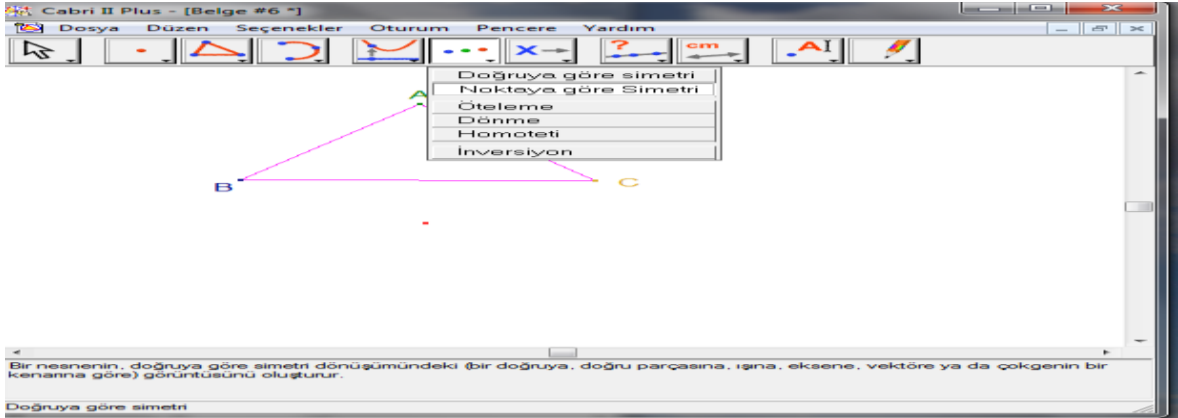 Cabri II Plus - [Belge #6 *]
Dosya Düzen Seçenekler Oturum Pencere Yardım
? cm AI
Doğruya göre simetri
Noktaya göre Simetri
Öteleme
Dönme
Homoteti
İnversiyon
A
B
C
Bir nesnenin, doğruya göre simetri dönüşümündeki (bir doğruya, doğru parçasına, ışına, eksene, vektöre ya da çokgenin bir
kenarına göre) görüntüsünü oluşturur.
Doğruya göre simetri